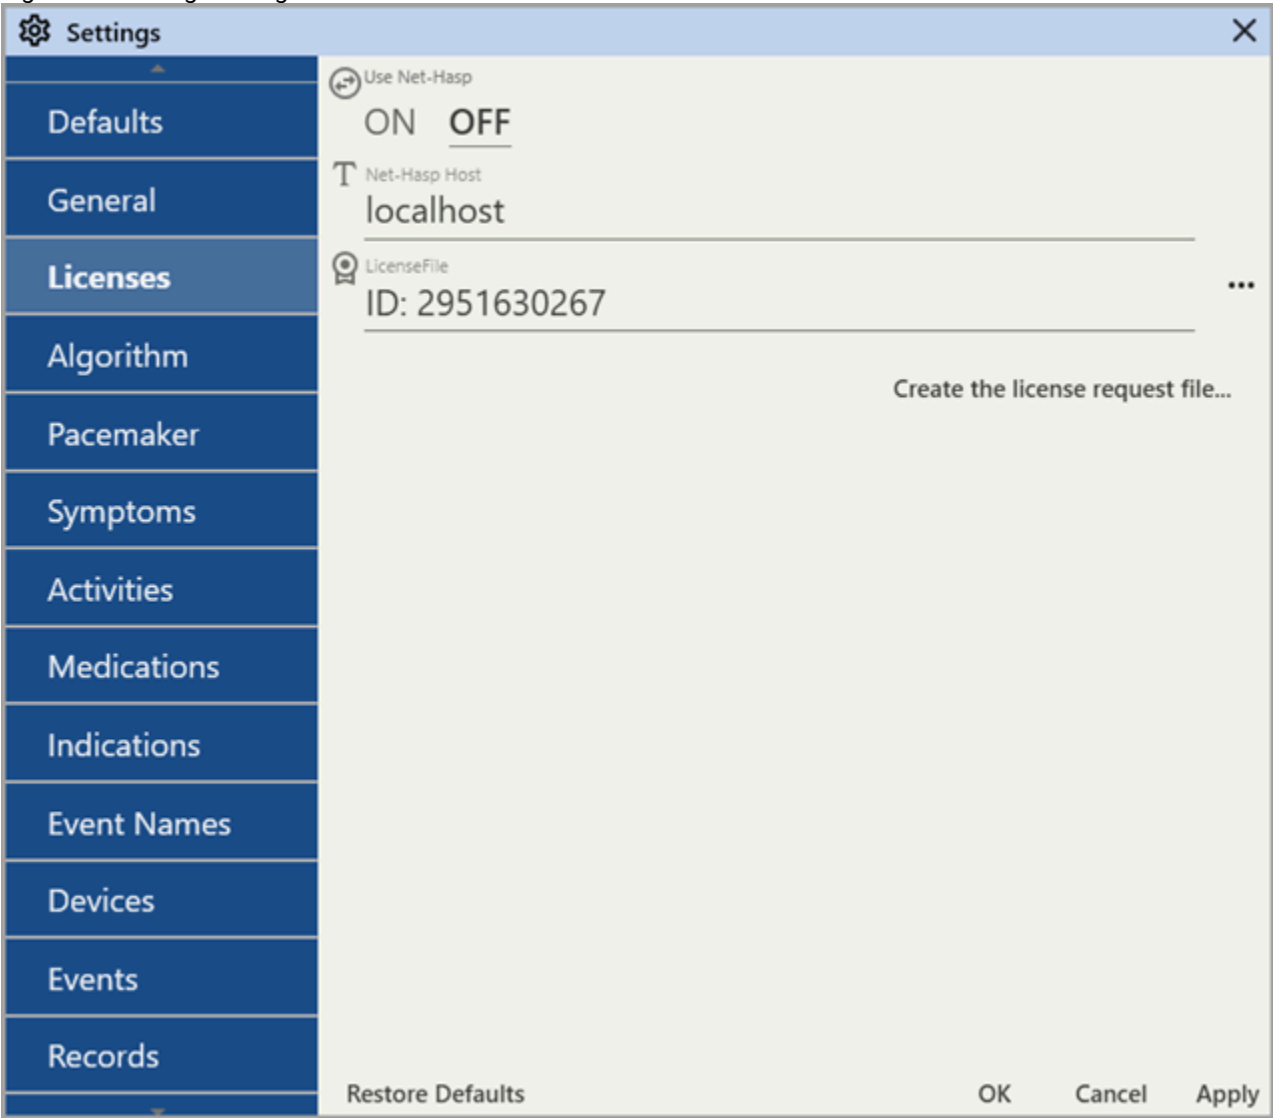 Settings
Defaults
General
Licenses
Algorithm
Pacemaker
Symptoms
Activities
Medications
Indications
Event Names
Devices
Events
Records
Use Net-Hasp
ON OFF
Net-Hasp Host
localhost
LicenseFile
ID: 2951630267
...
Create the license request file...
Restore Defaults OK Cancel Apply